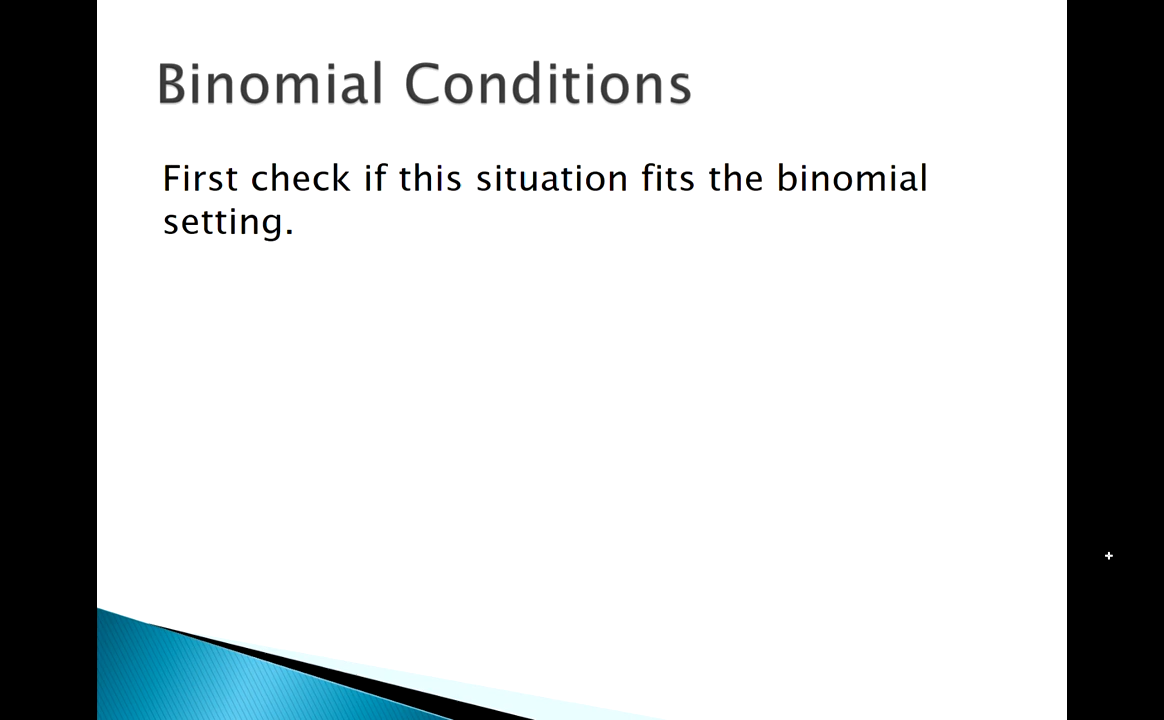 Binomial Conditions
First check if this situation fits the binomial
setting.